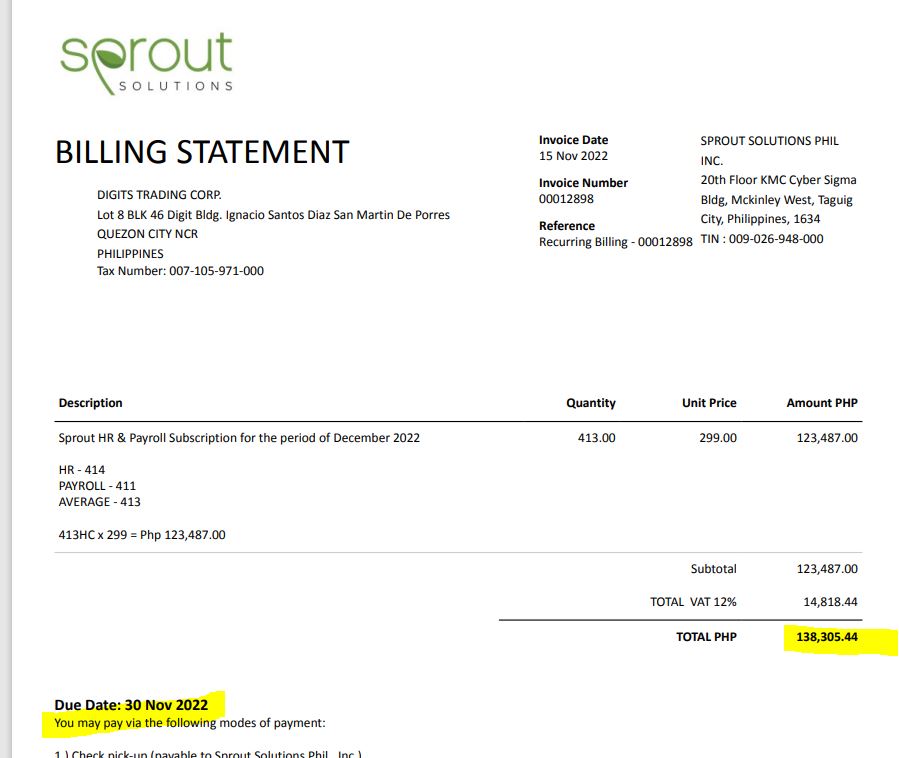 sprout
SOLUTIONS
BILLING STATEMENT
DIGITS TRADING CORP.
Lot 8 BLK 46 Digit Bldg. Ignacio Santos Diaz San Martin De Porres
QUEZON CITY NCR
PHILIPPINES
Tax Number: 007-105-971-000
Invoice Date
15 Nov 2022
Invoice Number
00012898
Reference
Recurring Billing - 00012898
SPROUT SOLUTIONS PHIL
INC.
20th Floor KMC Cyber Sigma
Bldg, Mckinley West, Taguig
City, Philippines, 1634
TIN : 009-026-948-000
Description Quantity Unit Price Amount PHP
Sprout HR & Payroll Subscription for the period of December 2022 413.00 299.00 123,487.00
HR - 414
PAYROLL - 411
AVERAGE - 413
413HC x 299 = Php 123,487.00
Subtotal 123,487.00
TOTAL VAT 12% 14,818.44
TOTAL PHP 138,305.44
Due Date: 30 Nov 2022
You may pay via the following modes of payment:
1.) Check pick-up (payable to Sprout Solutions Phil., Inc.)